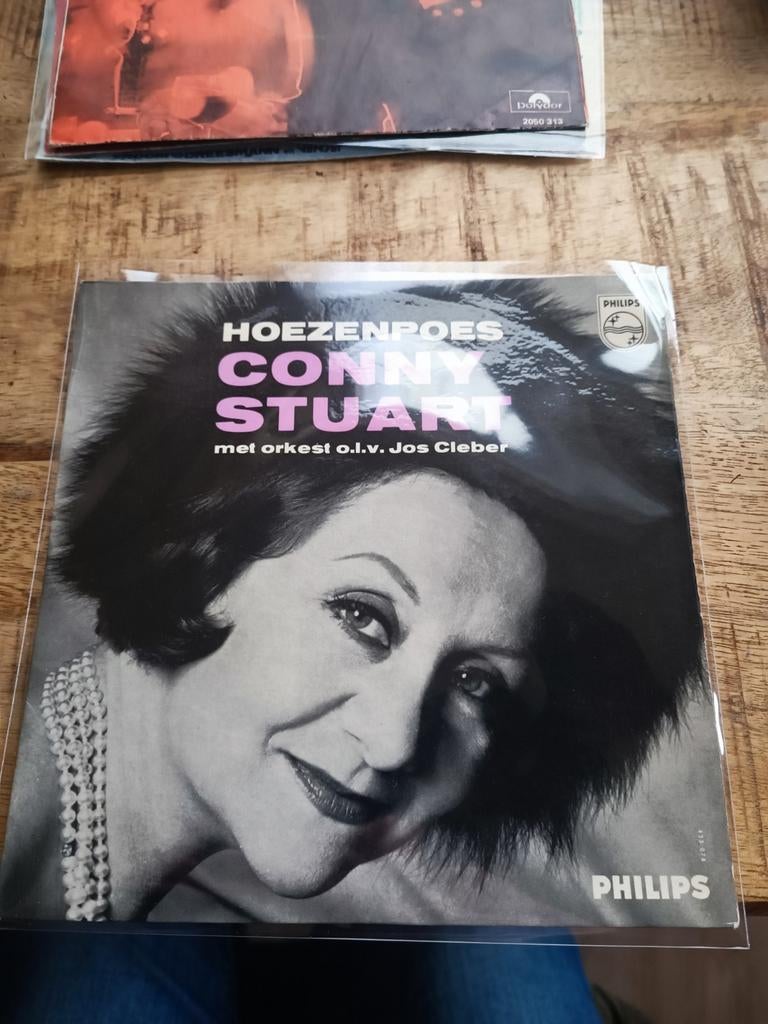 Polydor
2050 313
HOEZENPOES
PHILIPS
CONNY
STUART
met orkest o.l.v. Jos Cleber
PHILIPS